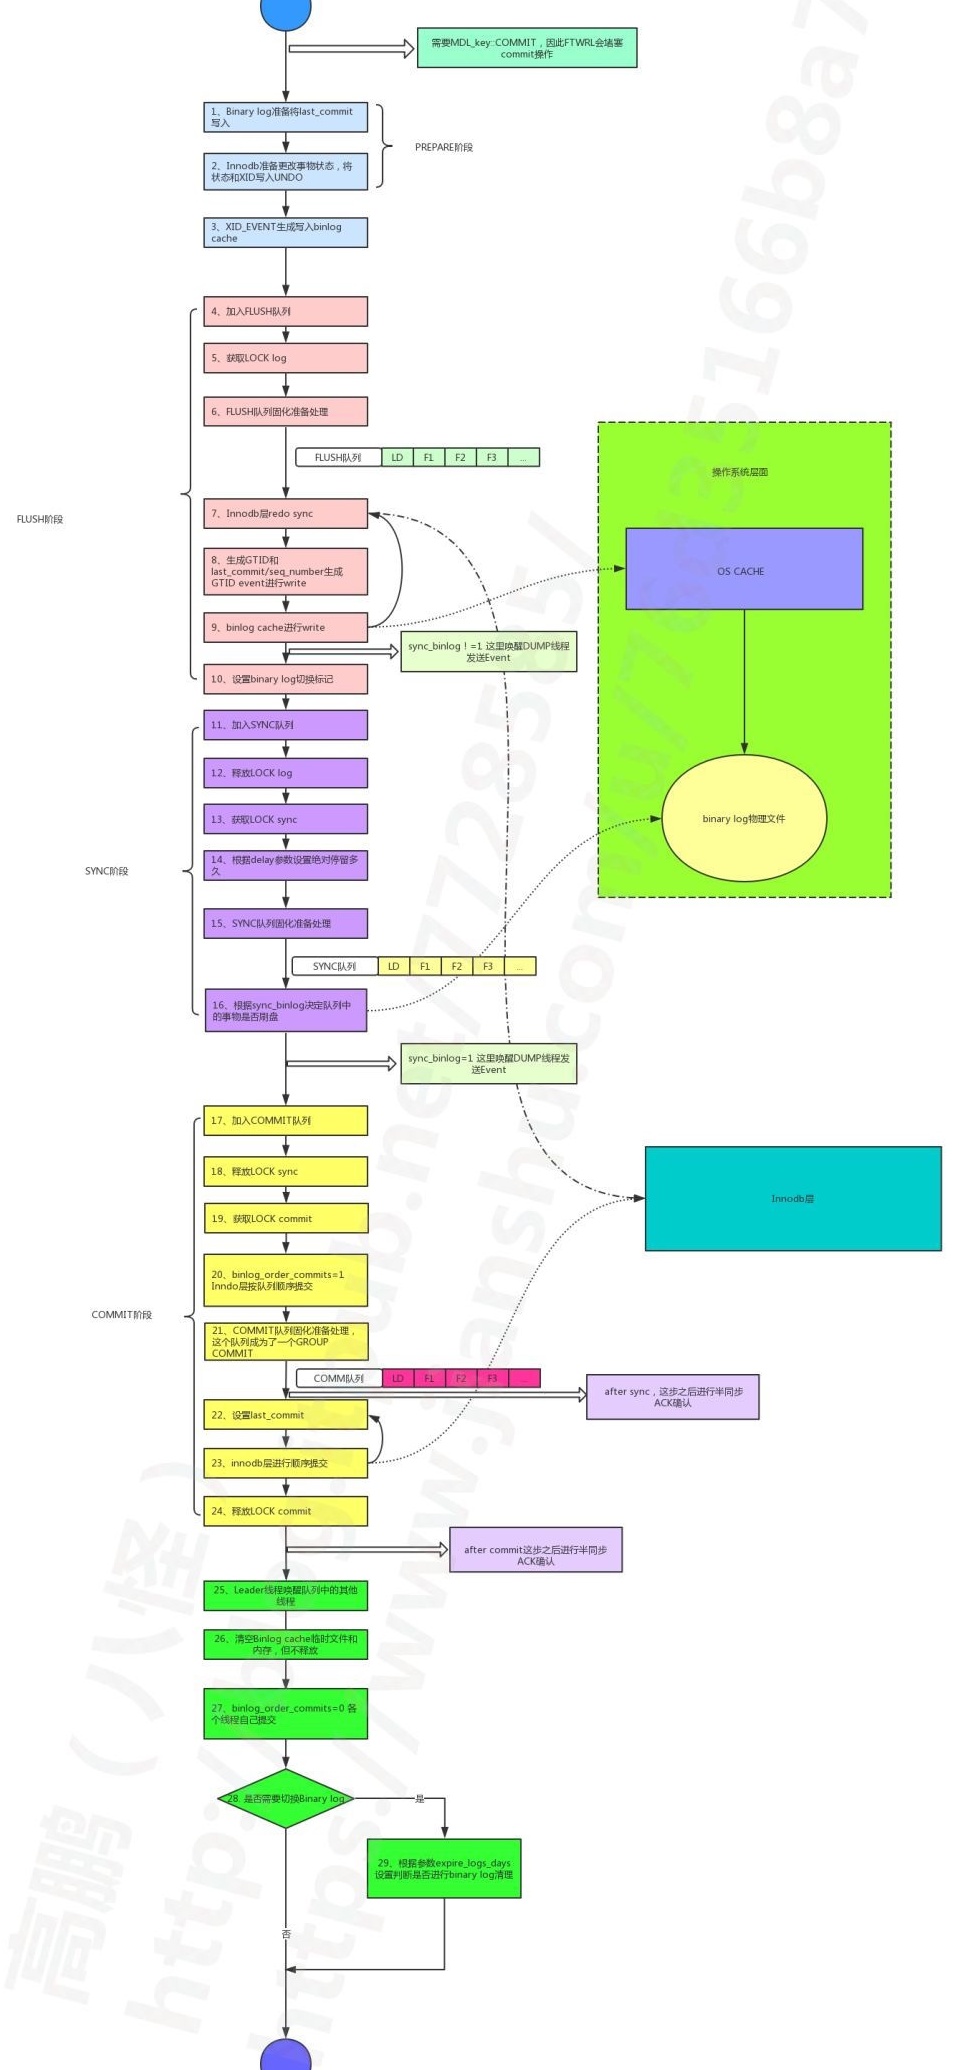 需要MDL_key::COMMIT，因此FTWRL会堵塞
commit操作
1、Binary log准备将last_commit
写入
PREPARE阶段
2、Innodb准备更改事物状态，将
状态和XID写入UNDO
3、XID_EVENT生成写入binlog
cache
4、加入FLUSH队列
5、获取LOCK log
6、FLUSH队列固化准备处理
FLUSH队列 LD F1 F2 F3 ...
操作系统层面
7、Innodb层redo sync
FLUSH阶段
8、生成GTID和
last_commit/seq_number生成
GTID event进行write
OS CACHE
9、binlog cache进行write
sync_binlog ! =1 这里唤醒DUMP线程
发送Event
10、设置binary log切换标记
11、加入SYNC队列
12、释放LOCK log
13、获取LOCK sync
binary log物理文件
14、根据delay参数设置绝对停留多
久
SYNC阶段
15、SYNC队列固化准备处理
SYNC队列 LD F1 F2 F3 ...
16、根据sync_binlog决定队列中
的事物是否刷盘
sync_binlog=1 这里唤醒DUMP线程发
送Event
17、加入COMMIT队列
18、释放LOCK sync
Innodb层
19、获取LOCK commit
20、binlog_order_commits=1
Inndo层按队列顺序提交
COMMIT阶段
21、COMMIT队列固化准备处理，
这个队列成为了一个GROUP
COMMIT
COMM队列 LD F1 F2 F3 ...
after sync，这步之后进行半同步
ACK确认
22、设置last_commit
23、innodb层进行顺序提交
24、释放LOCK commit
after commit这步之后进行半同步
ACK确认
25、Leader线程唤醒队列中的其他
线程
26、清空Binlog cache临时文件和
内存，但不释放
27、binlog_order_commits=0 各
个线程自己提交
28. 是否需要切换Binary log
是
29、根据参数expire_logs_days
设置判断是否进行binary log清理
否
高鹏（八怪）